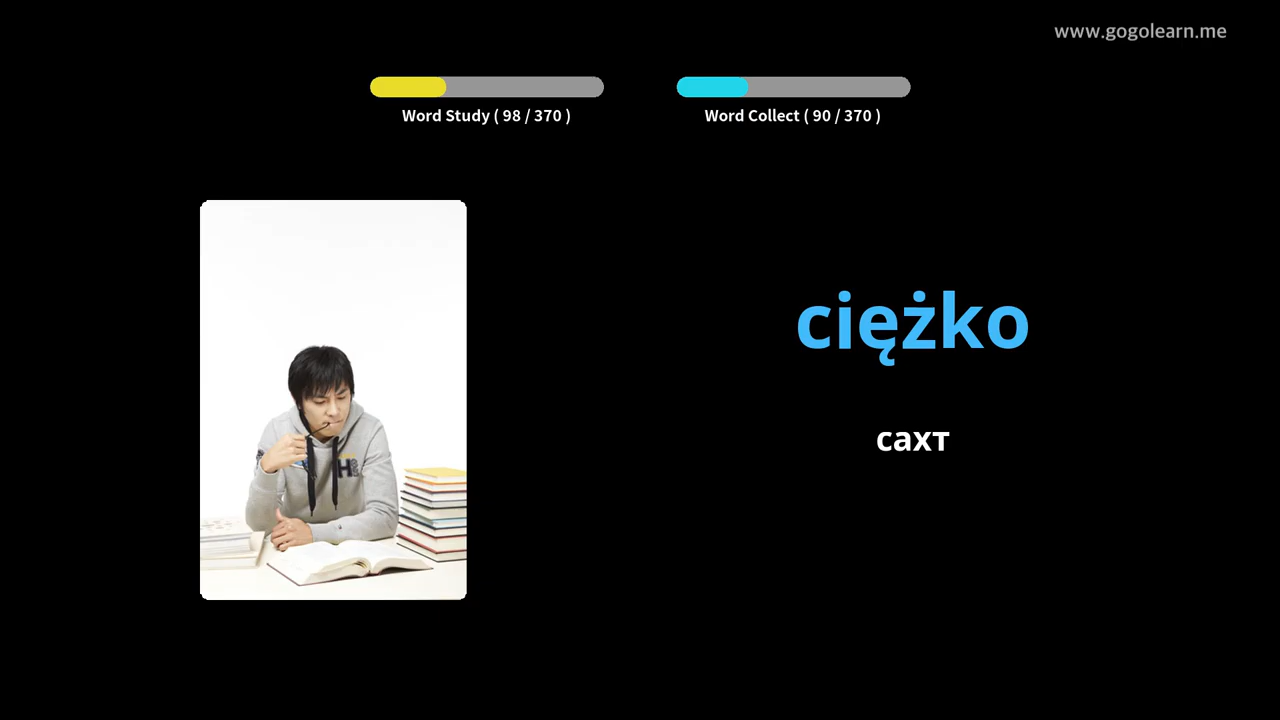 www.gogolearn.me
Word Study ( 98 / 370 )
Word Collect ( 90 / 370 )
ciężko
сахт
H